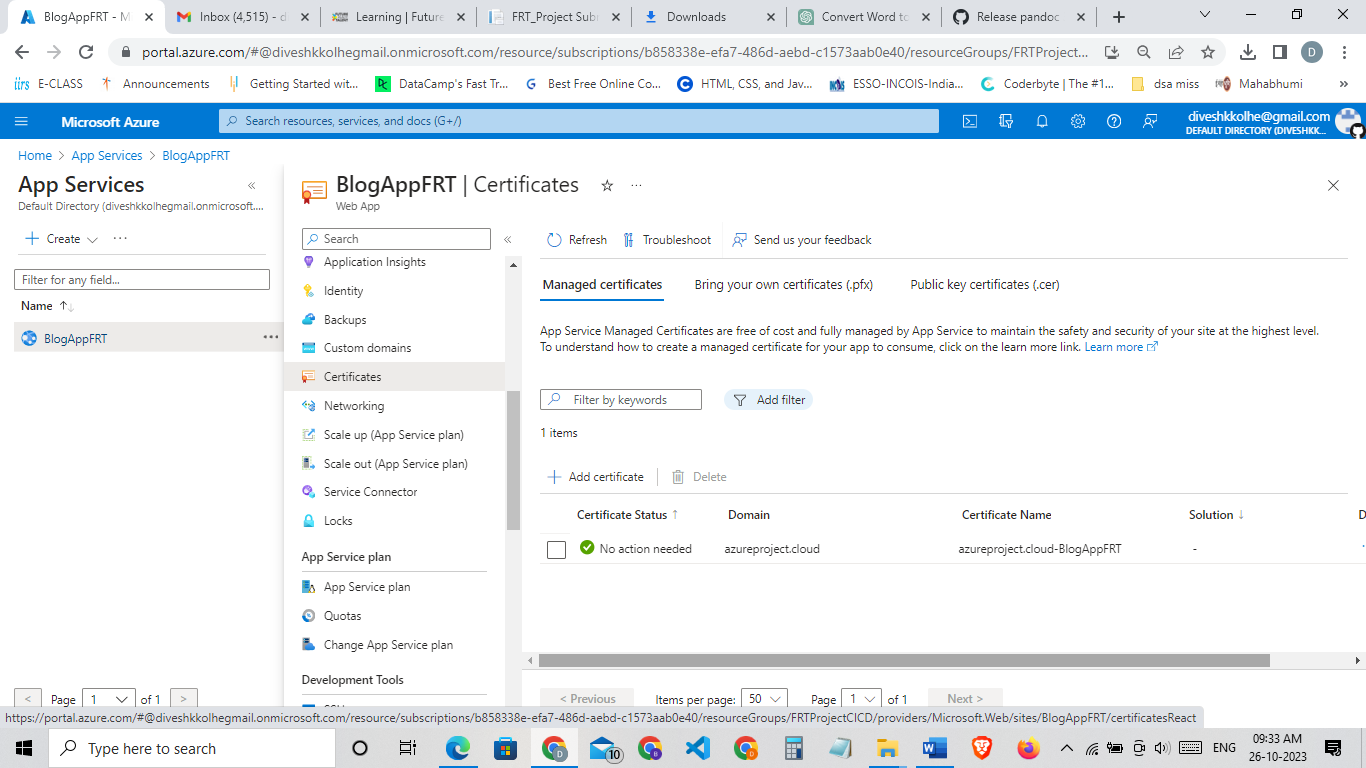 BlogAppFRT - M
Inbox (4,515) - d
Learning | Future
FRT_Project Subm
Downloads
Convert Word to
Release pandoc
portal.azure.com/#@diveshkkolhegmail.onmicrosoft.com/resource/subscriptions/b858338e-efa7-486d-aebd-c1573aab0e40/resourceGroups/FRTProject...
D
E-CLASS
Announcements
Getting Started wit...
DataCamp's Fast Tr...
Best Free Online Co...
HTML, CSS, and Jav...
ESSO-INCOIS-Indian...
Coderbyte | The #1...
dsa miss
Mahabhumi
»
Microsoft Azure
Search resources, services, and docs (G+/)
diveshkkolhe@gmail.com
DEFAULT DIRECTORY (DIVESHKK...
Home > App Services > BlogAppFRT
App Services
Default Directory (diveshkkolhegmail.onmicrosoft....
Create
Filter for any field...
Name
BlogAppFRT
Page 1 of 1
BlogAppFRT | Certificates
Web App
Search
Application Insights
Identity
Backups
Custom domains
Certificates
Networking
Scale up (App Service plan)
Scale out (App Service plan)
Service Connector
Locks
App Service plan
App Service plan
Quotas
Change App Service plan
Development Tools
Refresh
Troubleshoot
Send us your feedback
Managed certificates
Bring your own certificates (.pfx)
Public key certificates (.cer)
App Service Managed Certificates are free of cost and fully managed by App Service to maintain the safety and security of your site at the highest level.
To understand how to create a managed certificate for your app to consume, click on the learn more link. Learn more
Filter by keywords
Add filter
1 items
Add certificate
Delete
Certificate Status Domain Certificate Name Solution D
No action needed azureproject.cloud azureproject.cloud-BlogAppFRT -
< Previous
Items per page: 50
Page 1 of 1
Next >
https://portal.azure.com/#@diveshkkolhegmail.onmicrosoft.com/resource/subscriptions/b858338e-efa7-486d-aebd-c1573aab0e40/resourceGroups/FRTProjectCICD/providers/Microsoft.Web/sites/BlogAppFRT/certificatesReact
Type here to search
10
ENG
09:33 AM
26-10-2023